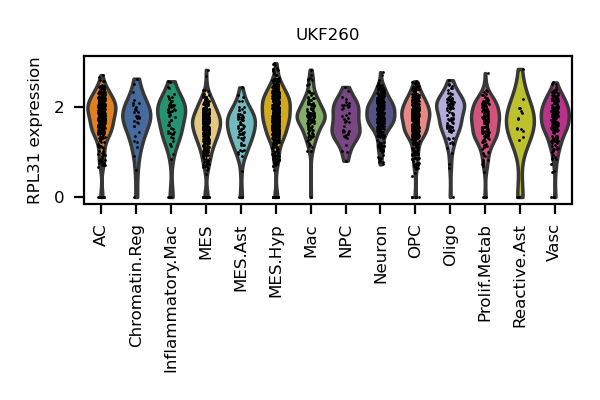 UKF260
RPL31 expression
2
0
AC
Chromatin.Reg
Inflammatory.Mac
MES
MES.Ast
MES.Hyp
Mac
NPC
Neuron
OPC
Oligo
Prolif.Metab
Reactive.Ast
Vasc